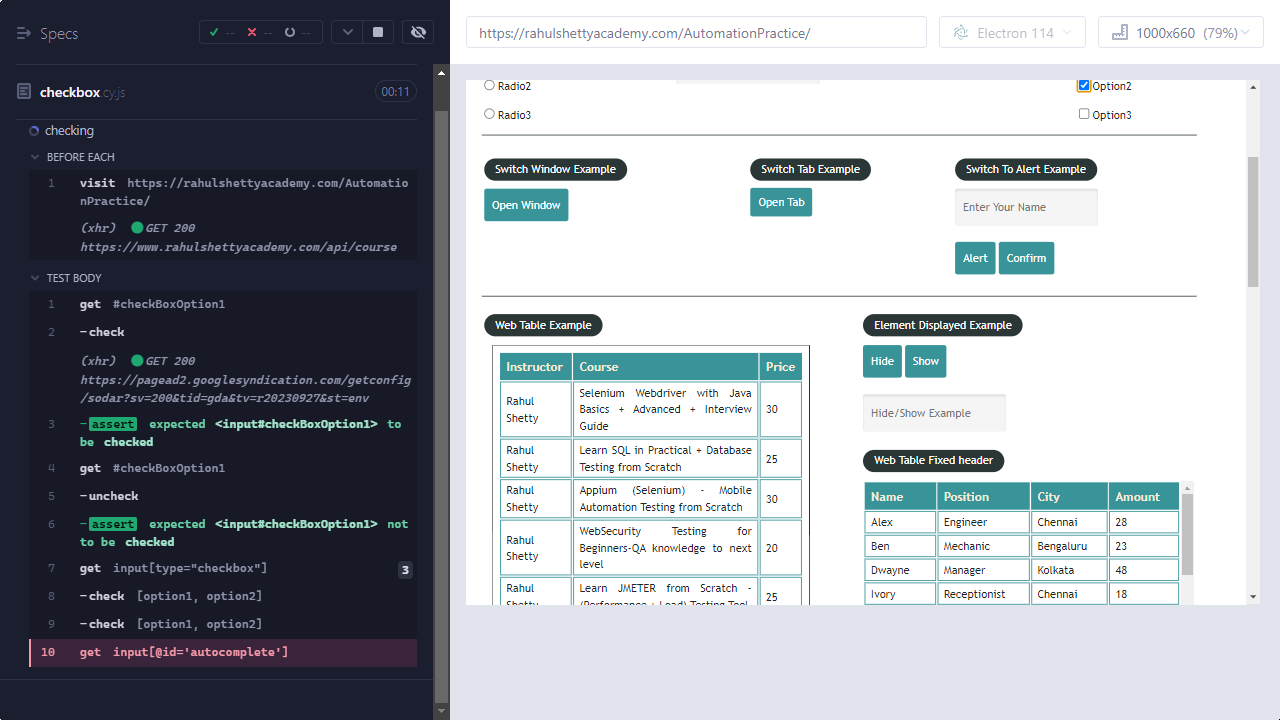 Specs
--
--
--
checkbox.cy.js
00:11
checking
BEFORE EACH
1 visit https://rahulshettyacademy.com/Automatio
nPractice/
(xhr) GET 200
https://www.rahulshettyacademy.com/api/course
TEST BODY
1 get #checkBoxOption1
2 -check
(xhr) GET 200
https://pagead2.googlesyndication.com/getconfig
/sodar?sv=200&tid=gda&tv=r20230927&st=env
3 -assert expected <input#checkBoxOption1> to
be checked
4 get #checkBoxOption1
5 -uncheck
6 -assert expected <input#checkBoxOption1> not
to be checked
7 get input[type="checkbox"] 3
8 -check [option1, option2]
9 -check [option1, option2]
10 get input[@id='autocomplete']
https://rahulshettyacademy.com/AutomationPractice/
Electron 114
1000x660 (79%)
Radio2
Option2
Radio3
Option3
Switch Window Example
Switch Tab Example
Switch To Alert Example
Open Window
Open Tab
Enter Your Name
Alert Confirm
Web Table Example
Instructor Course Price
Rahul Shetty
Selenium Webdriver with Java
Basics + Advanced + Interview
Guide
30
Rahul Shetty
Learn SQL in Practical + Database
Testing from Scratch
25
Rahul Shetty
Appium (Selenium) - Mobile
Automation Testing from Scratch
30
Rahul Shetty
WebSecurity Testing for
Beginners-QA knowledge to next
level
20
Rahul Shetty
Learn JMETER from Scratch -
(Performance + Load) Testing Tool
25
Element Displayed Example
Hide Show
Hide/Show Example
Web Table Fixed header
Name Position City Amount
Alex Engineer Chennai 28
Ben Mechanic Bengaluru 23
Dwayne Manager Kolkata 48
Ivory Receptionist Chennai 18